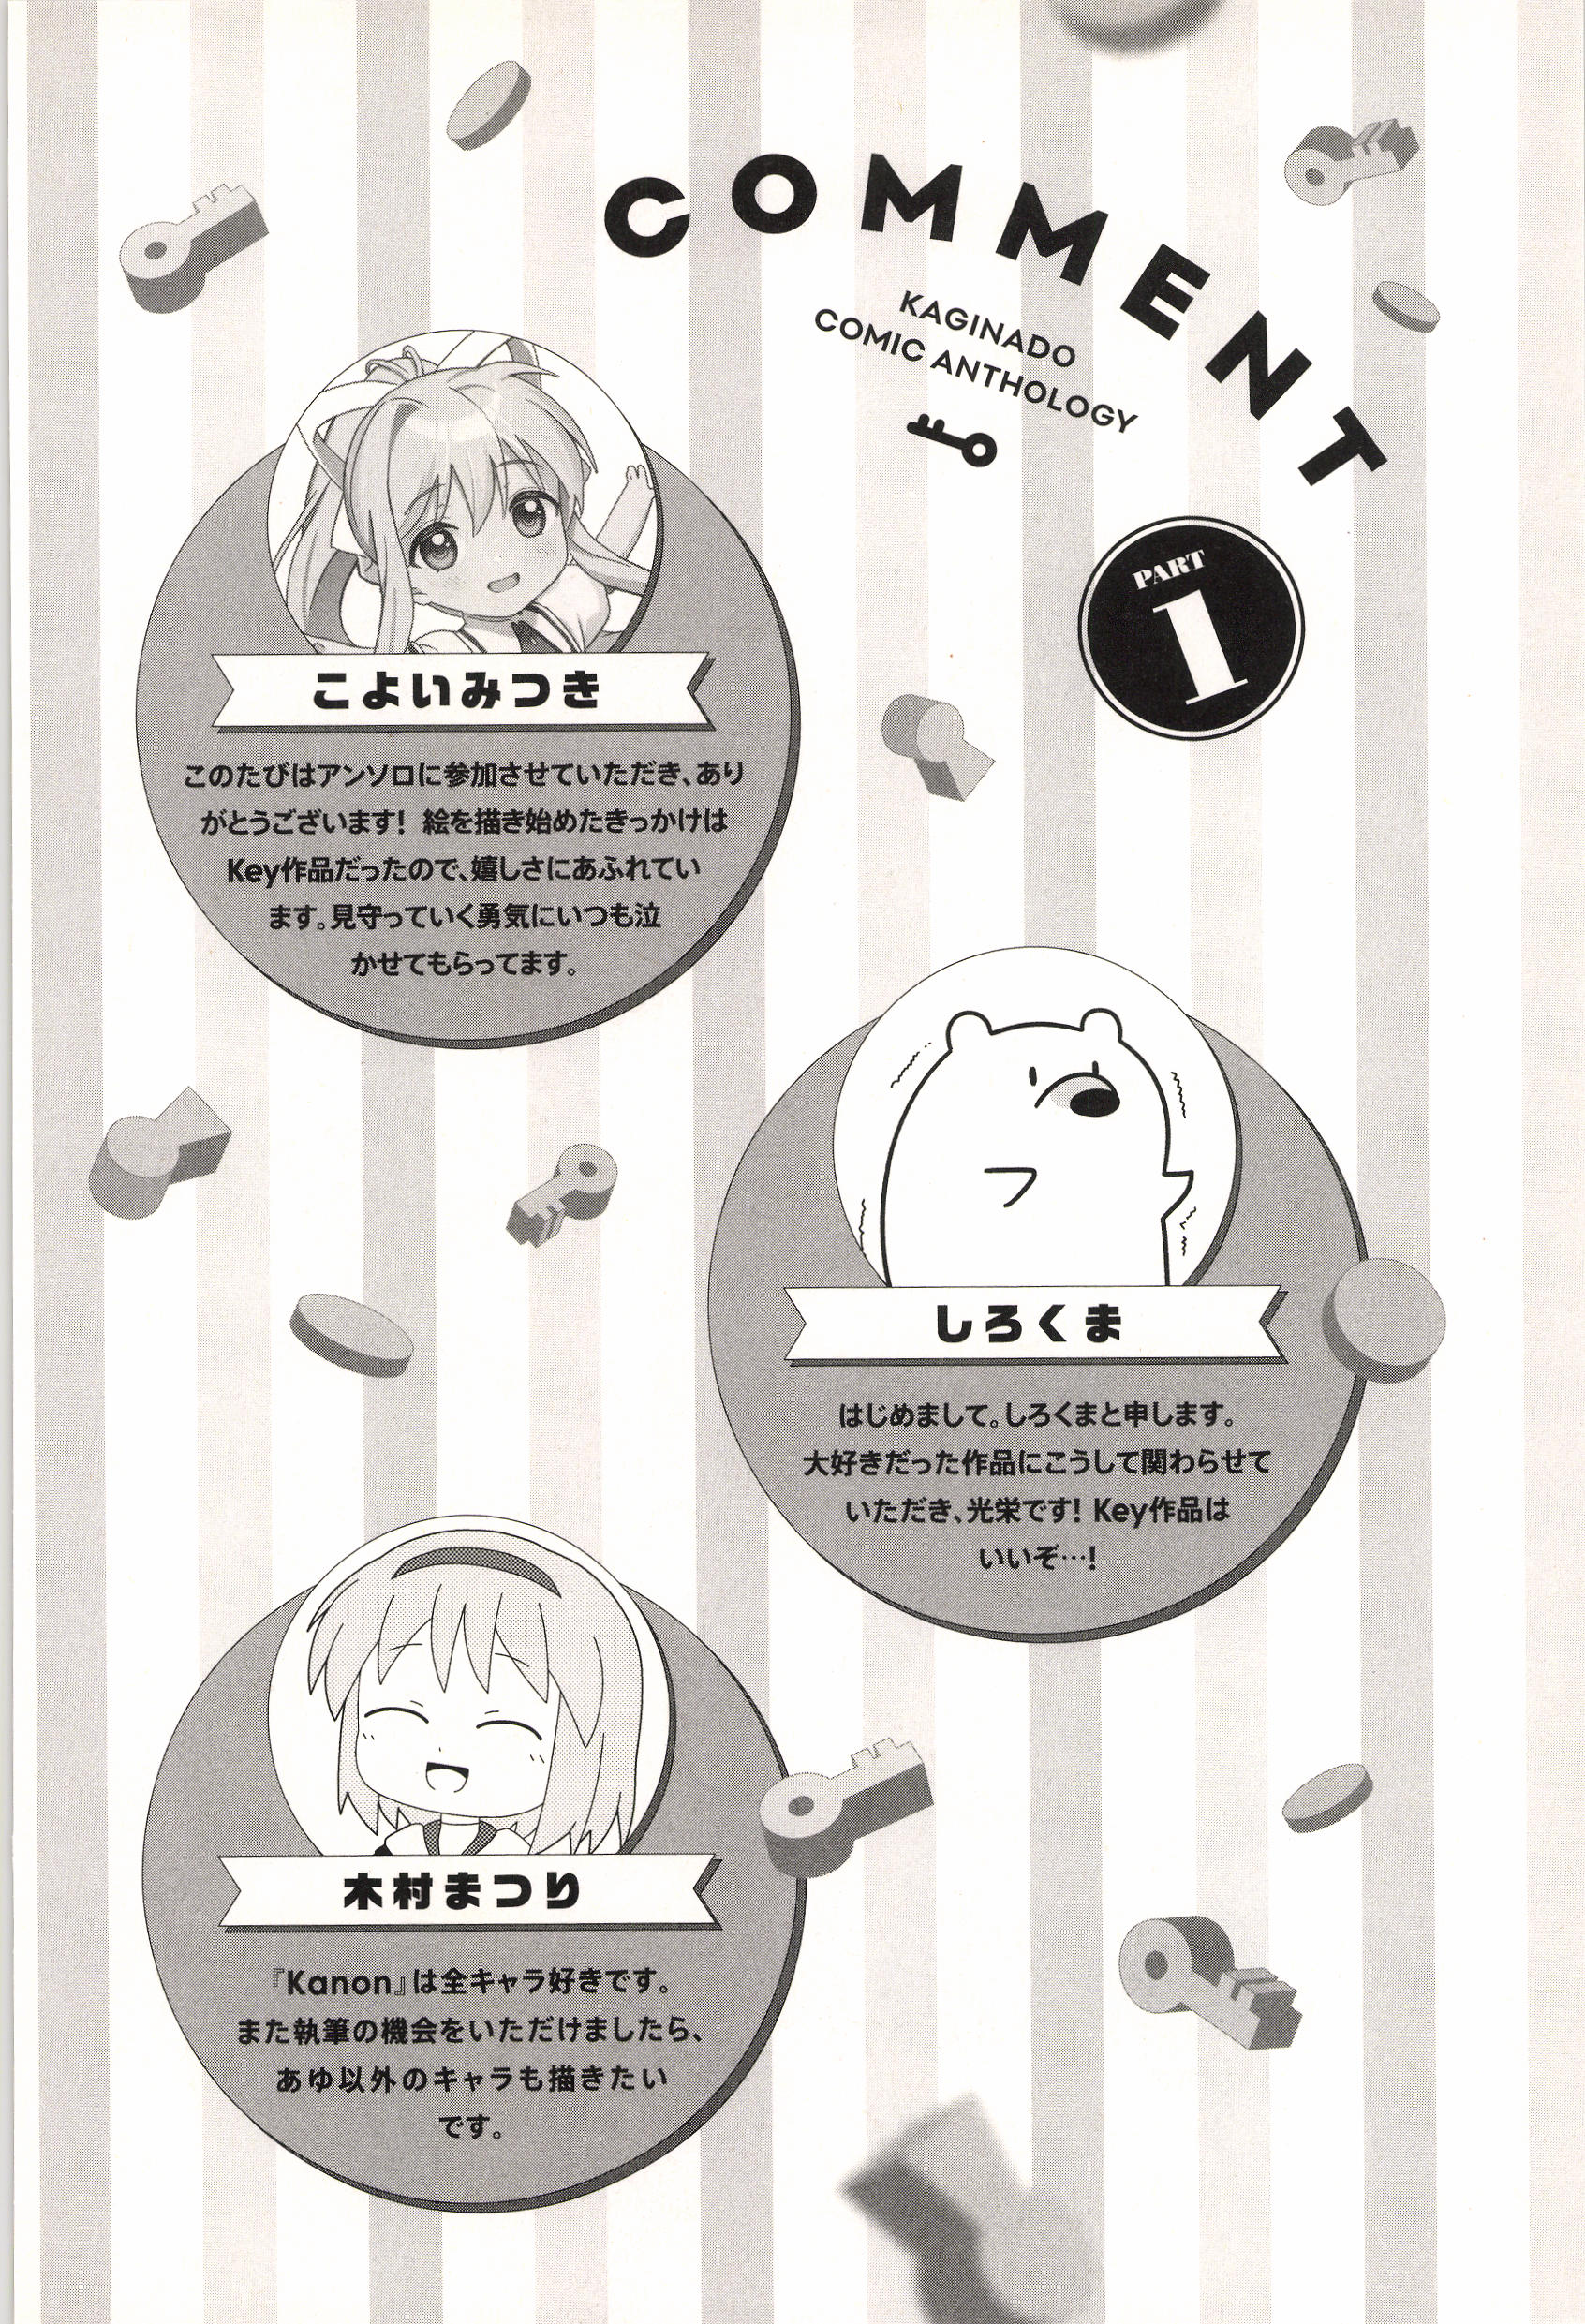 COMMENT
KAGINADO
COMIC ANTHOLOGY
PART
1
こよいみつき
このたびはアンソロに参加させていただき、あり
がとうございます! 絵を描き始めたきっかけは
Key作品だったので、嬉しさにあふれてい
ます。見守っていく勇気にいつも泣
かせてもらってます。
しろくま
はじめまして。しろくまと申します。
大好きだった作品にこうして関わらせて
いただき、光栄です! Key作品は
いいぞ…!
木村まつり
『Kanon』は全キャラ好きです。
また執筆の機会をいただけましたら、
あゆ以外のキャラも描きたい
です。